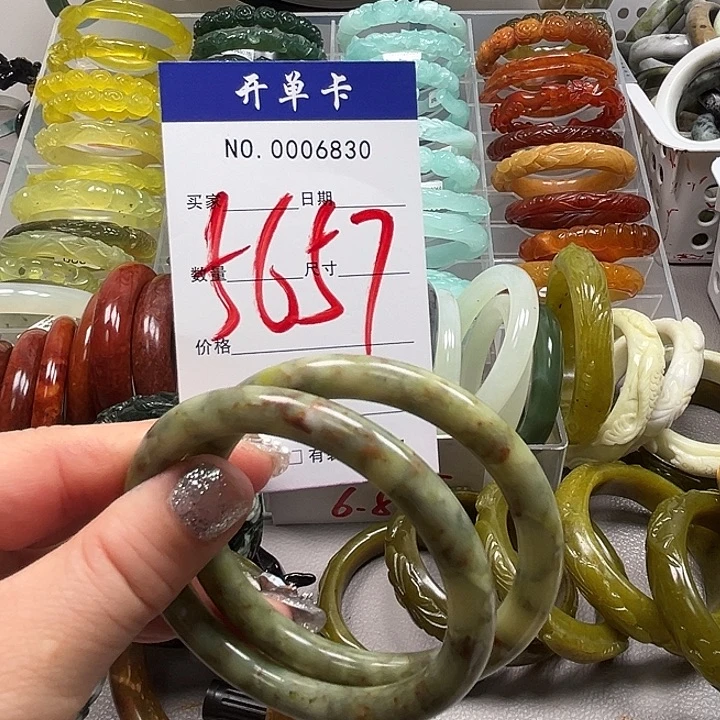 开单卡
NO. 0006830
买家 日期
5657
数量 尺寸
价格
□ 有
6-8